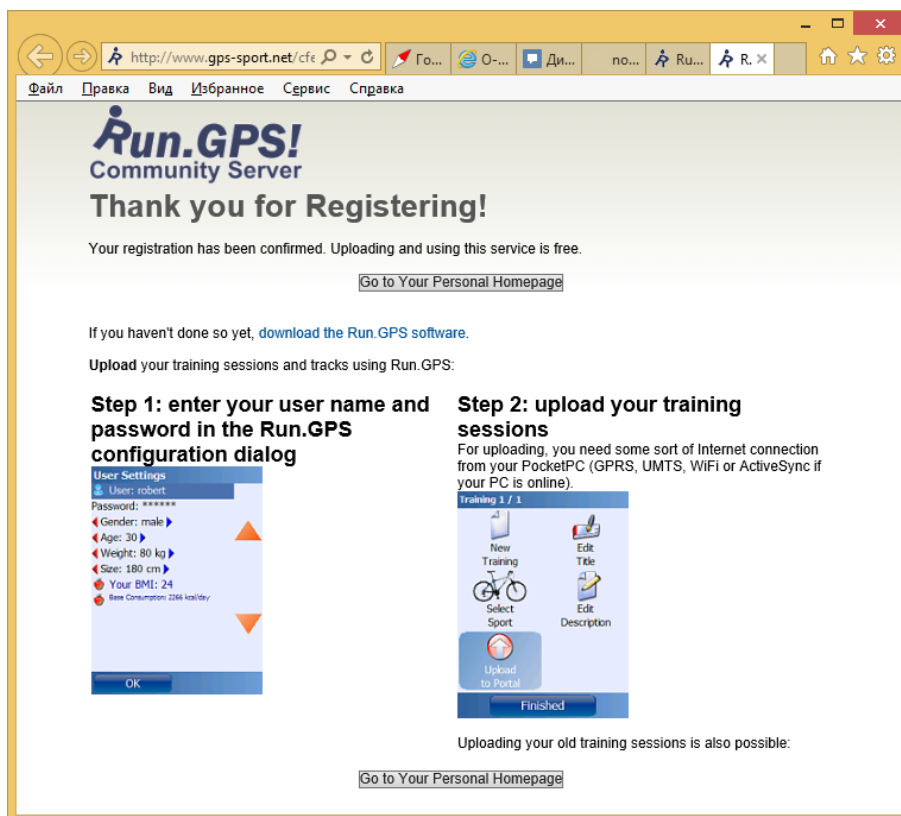 http://www.gps-sport.net/cfe
Го...
О-...
Ди...
по...
Ru...
R.
Файл Правка Вид Избранное Сервис Справка
Run.GPS!
Community Server
Thank you for Registering!
Your registration has been confirmed. Uploading and using this service is free.
Go to Your Personal Homepage
If you haven't done so yet, download the Run.GPS software.
Upload your training sessions and tracks using Run.GPS:
Step 1: enter your user name and
password in the Run.GPS
configuration dialog
User Settings
User: robert
Password: ******
Gender: male
Age: 30
Weight: 80 kg
Size: 180 cm
Your BMI: 24
Base Consumption: 2266 kcal/day
OK
Step 2: upload your training
sessions
For uploading, you need some sort of Internet connection
from your PocketPC (GPRS, UMTS, WiFi or ActiveSync if
your PC is online).
Training 1 / 1
New
Training
Edit
Title
Select
Sport
Edit
Description
Upload
to Portal
Finished
Uploading your old training sessions is also possible:
Go to Your Personal Homepage